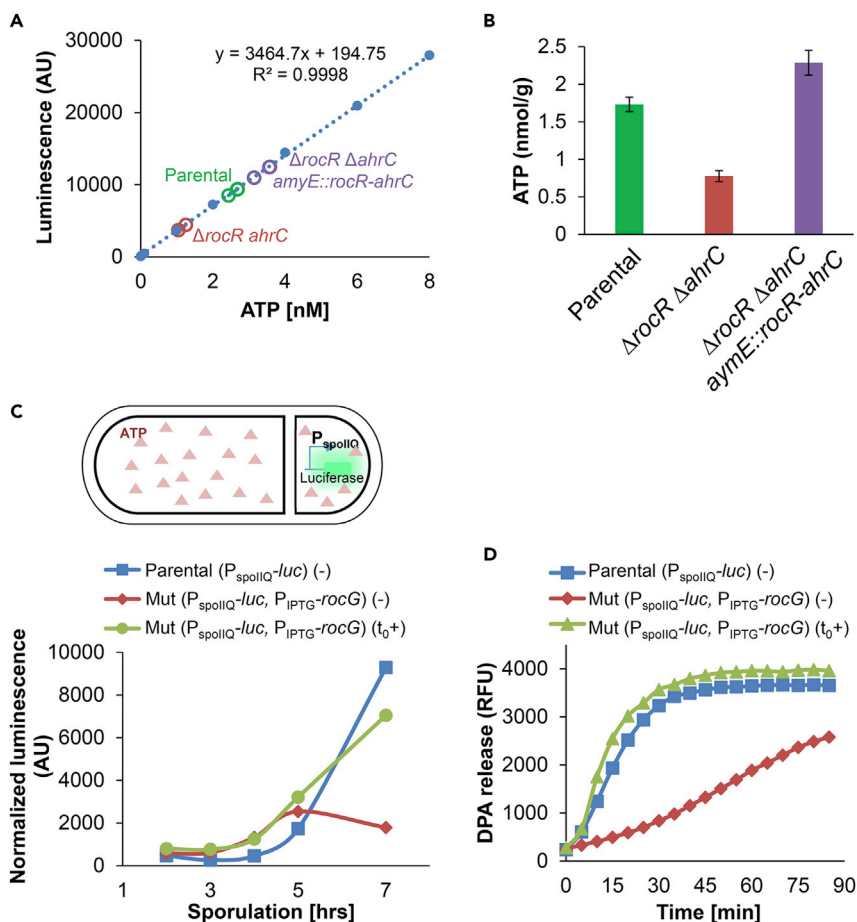 A
30000
25000
20000
10000
0
Luminescence (AU)
y = 3464.7x + 194.75
R² = 0.9998
Parental
ΔrocR ΔahrC
amyE::rocR-ahrC
ΔrocR ahrC
0 2 4 6 8
ATP [nM]
B
2.5
2
1.5
1
0.5
0
ATP (nmol/g)
Parental
ΔrocR ΔahrC
ΔrocR ΔahrC
aymE::rocR-ahrC
C
ATP
PspoIIQ
Luciferase
Parental (PspoIIQ-luc) (-)
Mut (PspoIIQ-luc, PIPTG-rocG) (-)
Mut (PspoIIQ-luc, PIPTG-rocG) (t0+)
10000
8000
6000
4000
2000
0
Normalized luminescence
(AU)
1 3 5 7
Sporulation [hrs]
D
Parental (PspoIIQ-luc) (-)
Mut (PspoIIQ-luc, PIPTG-rocG) (-)
Mut (PspoIIQ-luc, PIPTG-rocG) (t0+)
4000
3000
2000
1000
0
DPA release (RFU)
0 15 30 45 60 75 90
Time [min]